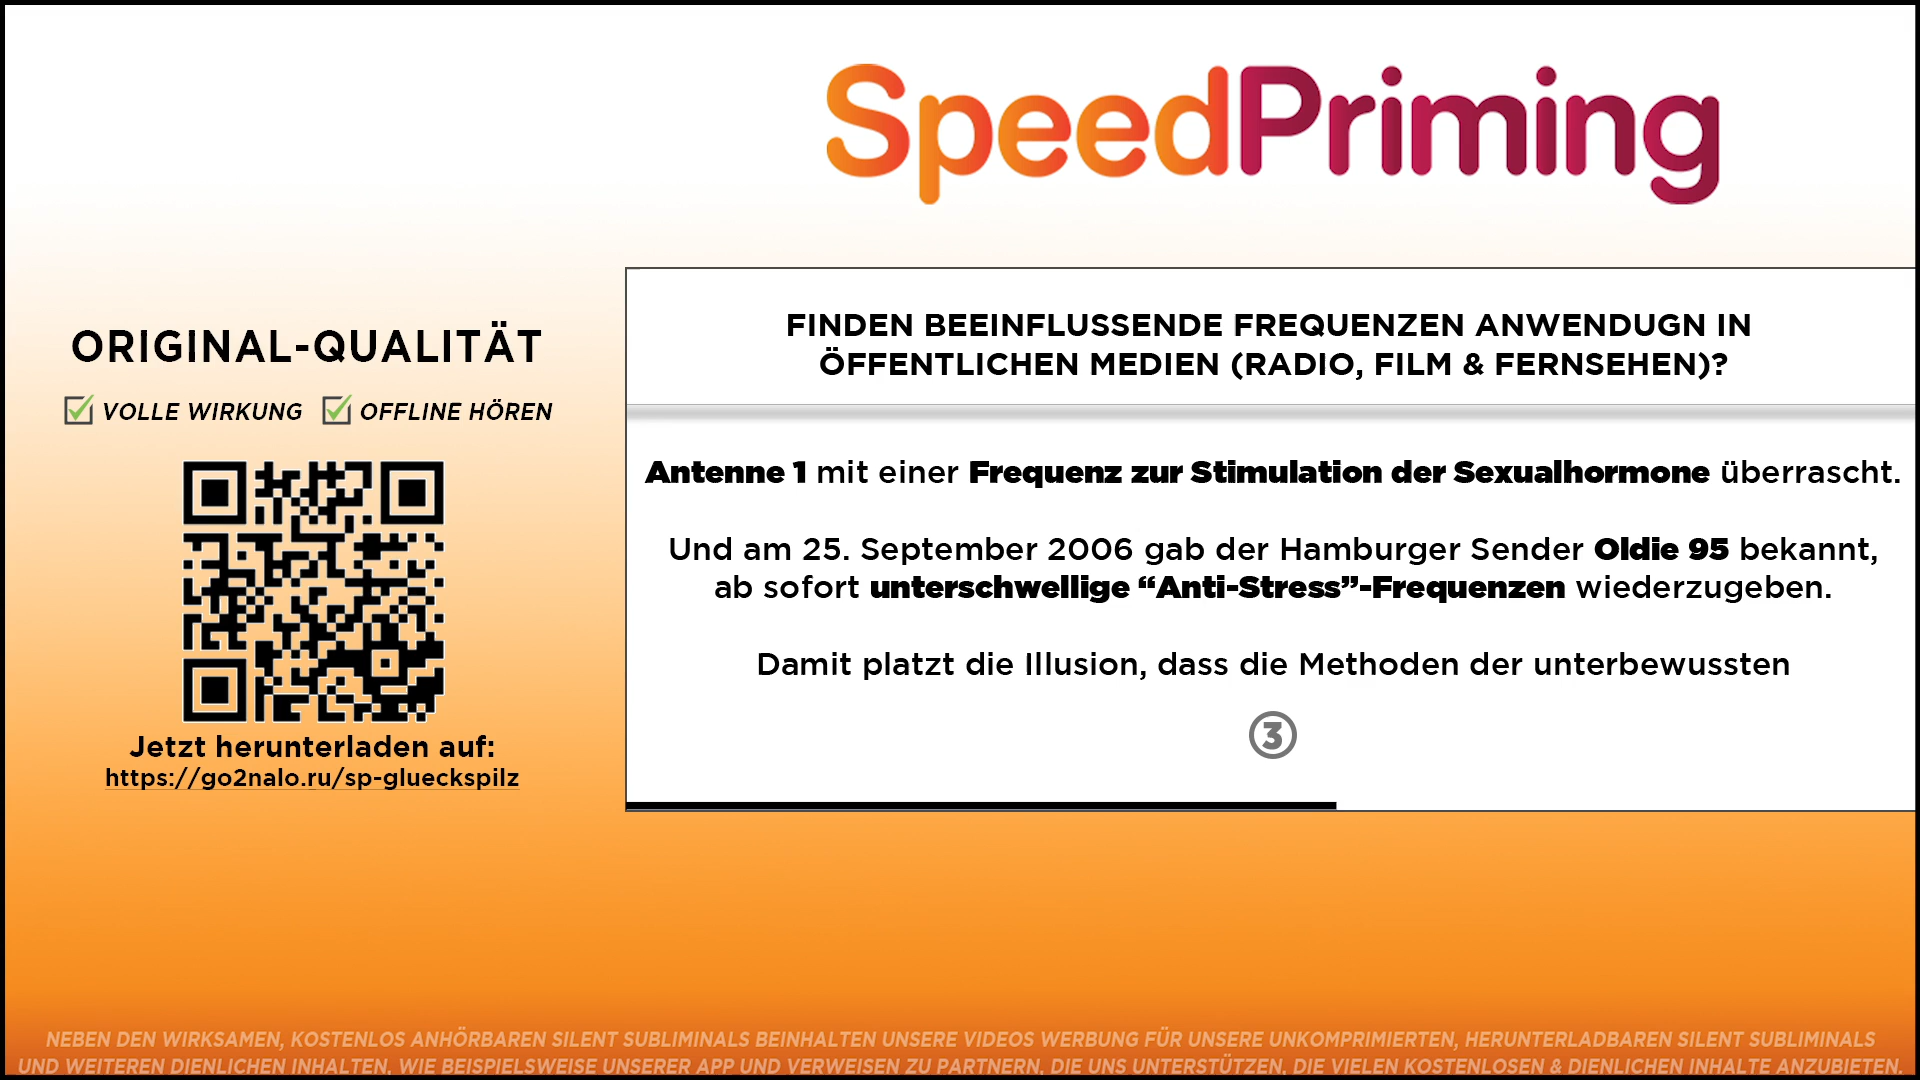 SpeedPriming
ORIGINAL-QUALITÄT
VOLLE WIRKUNG OFFLINE HÖREN
Jetzt herunterladen auf:
https://go2nalo.ru/sp-glueckspilz
FINDEN BEEINFLUSSENDE FREQUENZEN ANWENDUGN IN
ÖFFENTLICHEN MEDIEN (RADIO, FILM & FERNSEHEN)?
Antenne 1 mit einer Frequenz zur Stimulation der Sexualhormone überrascht.
Und am 25. September 2006 gab der Hamburger Sender Oldie 95 bekannt,
ab sofort unterschwellige “Anti-Stress”-Frequenzen wiederzugeben.
Damit platzt die Illusion, dass die Methoden der unterbewussten
3
NEBEN DEN WIRKSAMEN, KOSTENLOS ANHÖRBAREN SILENT SUBLIMINALS BEINHALTEN UNSERE VIDEOS WERBUNG FÜR UNSERE UNKOMPRIMIERTEN, HERUNTERLADBAREN SILENT SUBLIMINALS
UND WEITEREN DIENLICHEN INHALTEN, WIE BEISPIELSWEISE UNSERER APP UND VERWEISEN ZU PARTNERN, DIE UNS UNTERSTÜTZEN, DIE VIELEN KOSTENLOSEN & DIENLICHEN INHALTE ANZUBIETEN.